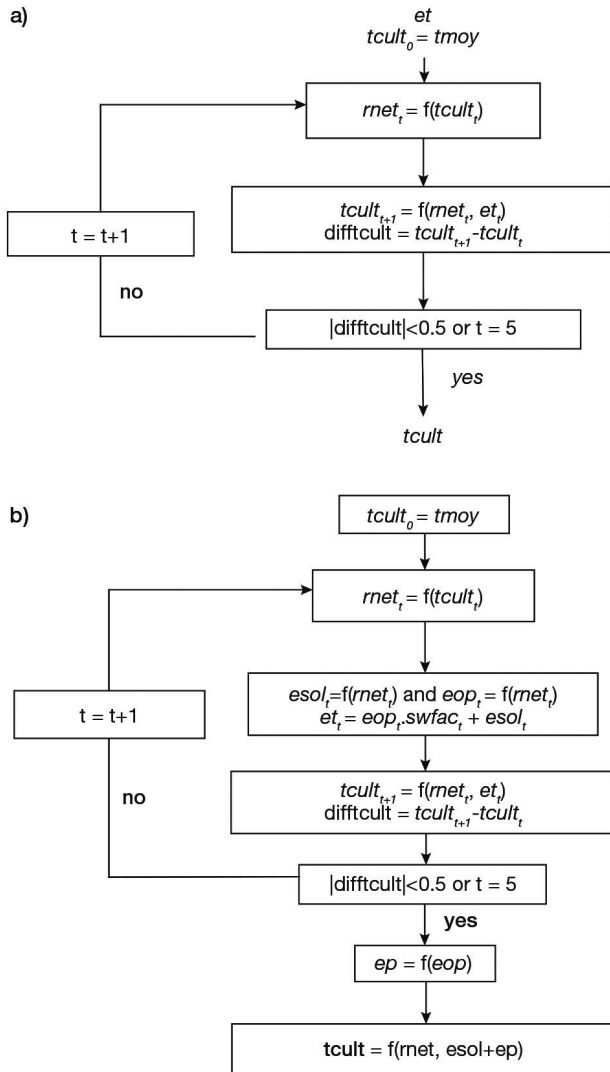 a)
et
tcult₀ = tmoy
rnetₜ = f(tcultₜ)
tcultₜ₊₁ = f(rnetₜ, etₜ)
difftcult = tcultₜ₊₁-tcultₜ
t = t+1
no
|difftcult|<0.5 or t = 5
yes
tcult
b)
tcult₀ = tmoy
rnetₜ = f(tcultₜ)
esolₜ=f(rnetₜ) and eopₜ = f(rnetₜ)
etₜ = eopₜ.swfacₜ + esolₜ
t = t+1
no
tcultₜ₊₁ = f(rnetₜ, etₜ)
difftcult = tcultₜ₊₁-tcultₜ
|difftcult|<0.5 or t = 5
yes
ep = f(eop)
tcult = f(rnet, esol+ep)